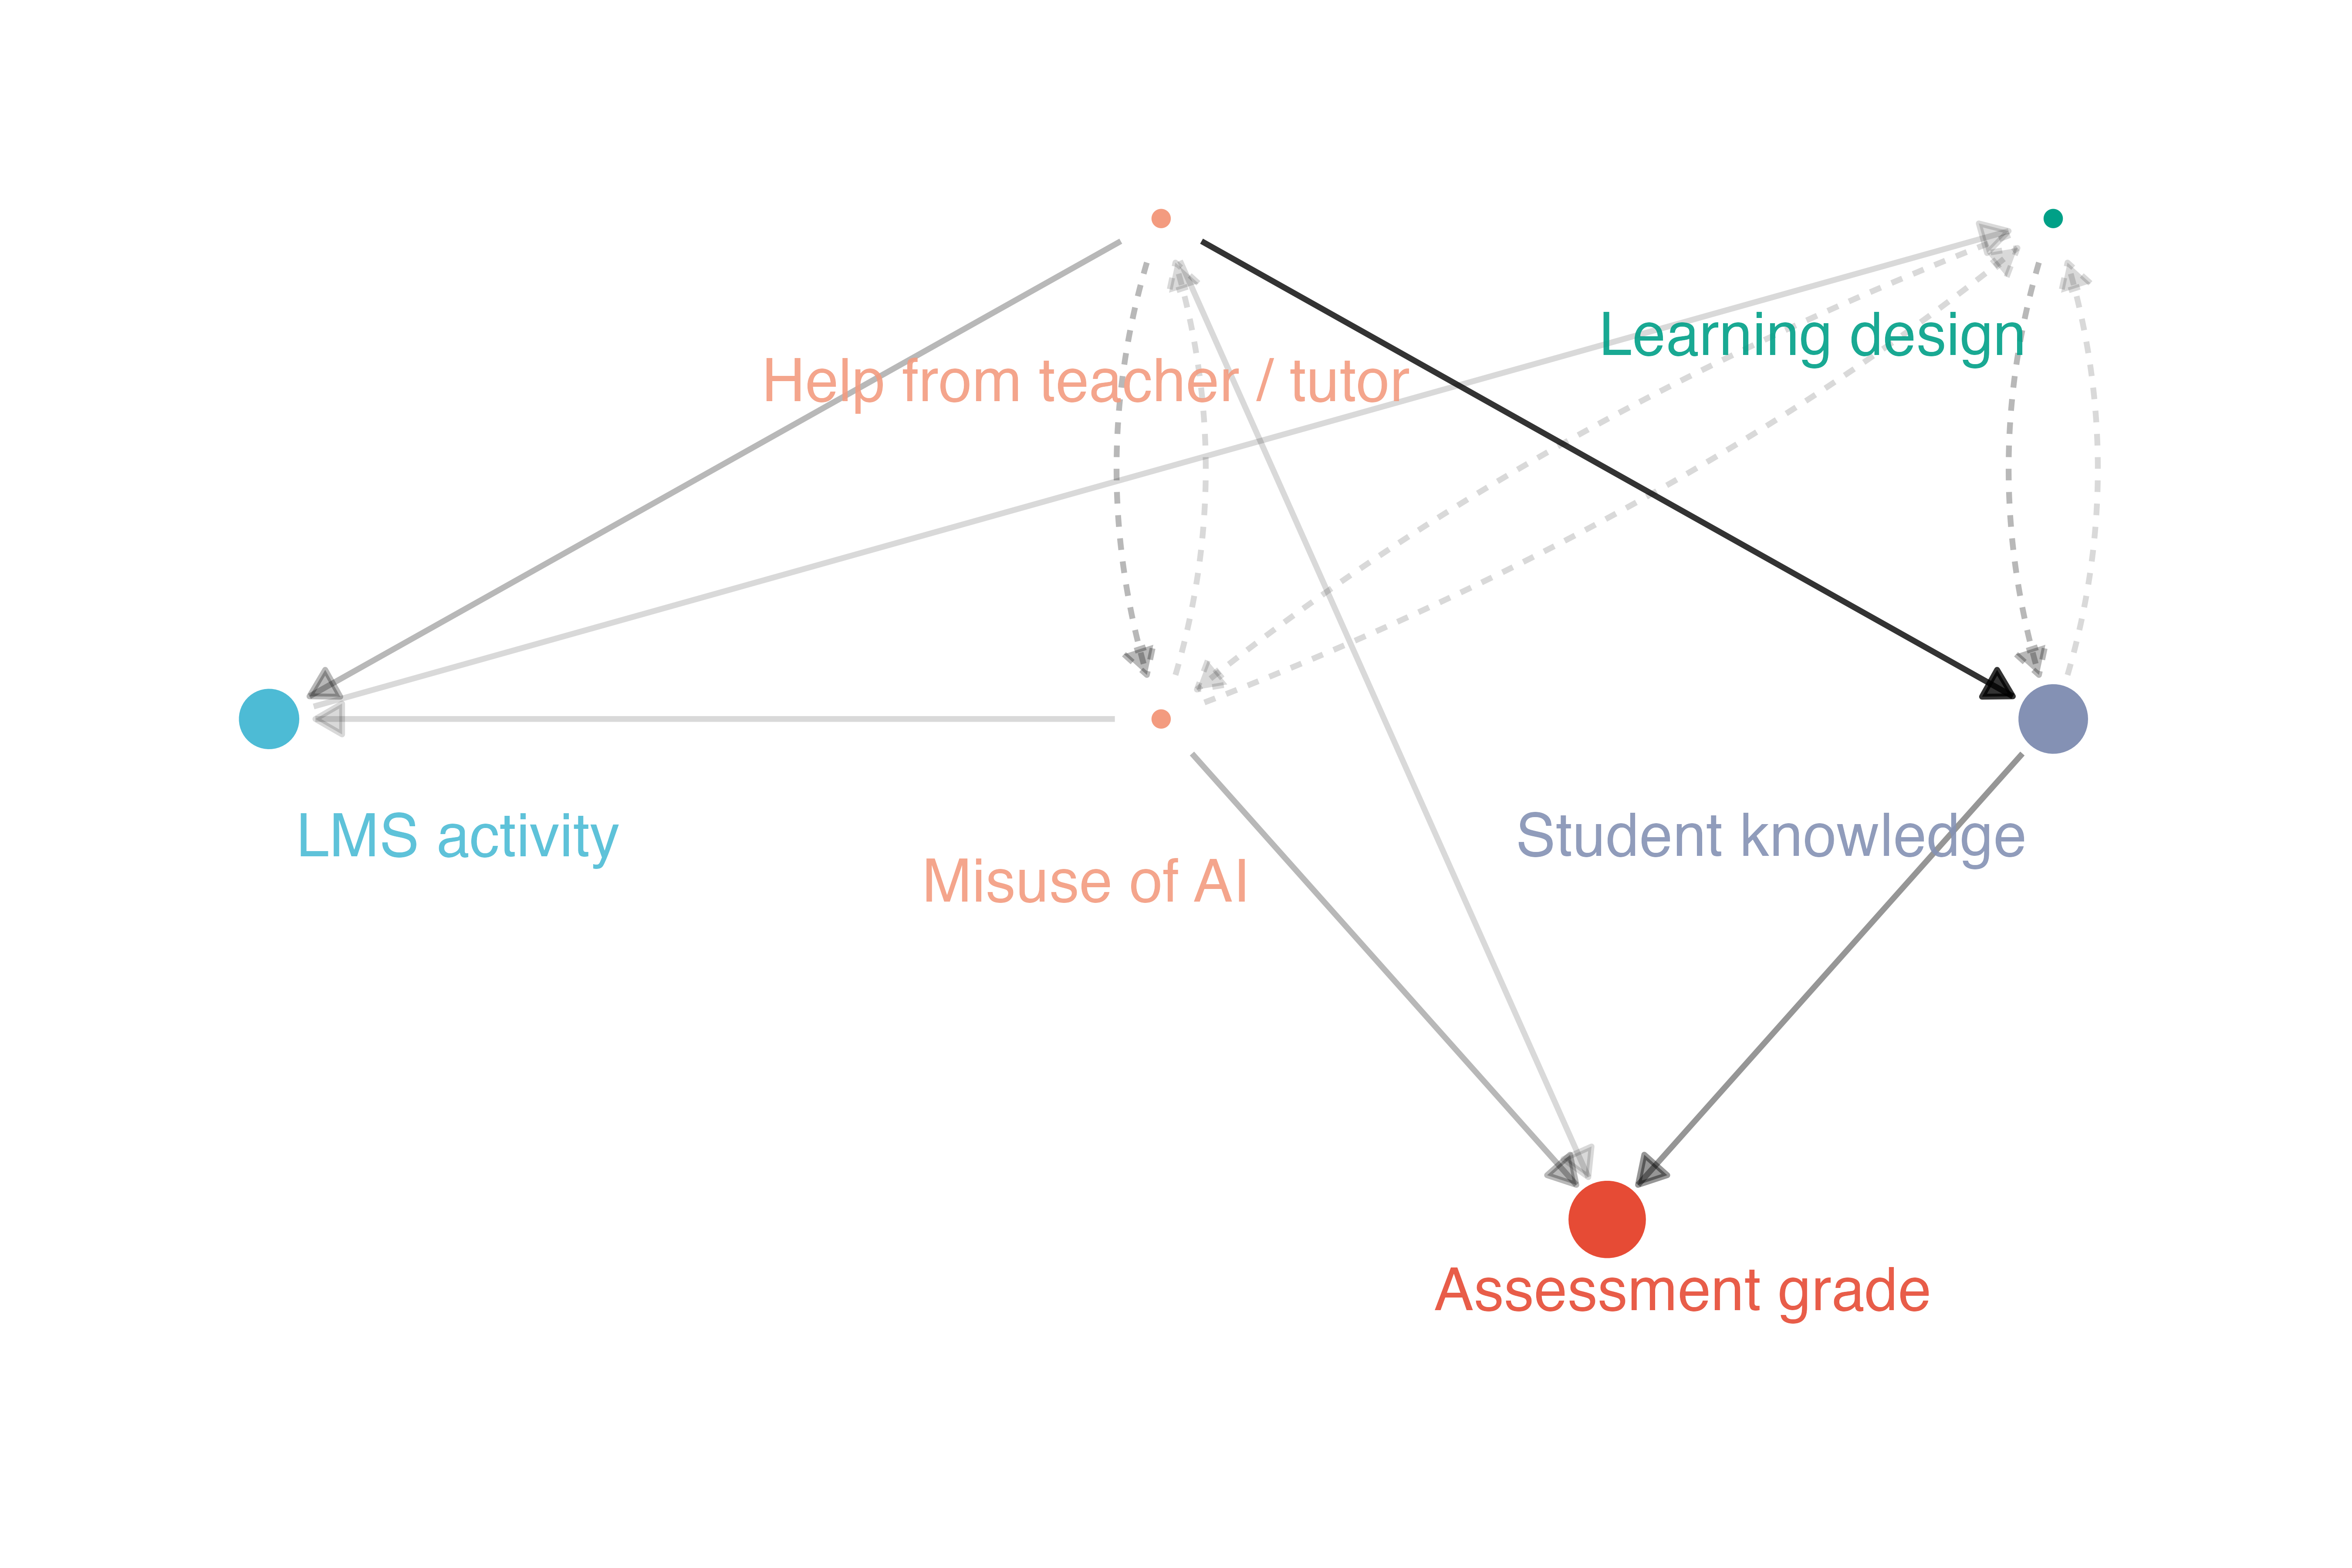 Learning design
Help from teacher / tutor
LMS activity
Student knowledge
Misuse of AI
Assessment grade